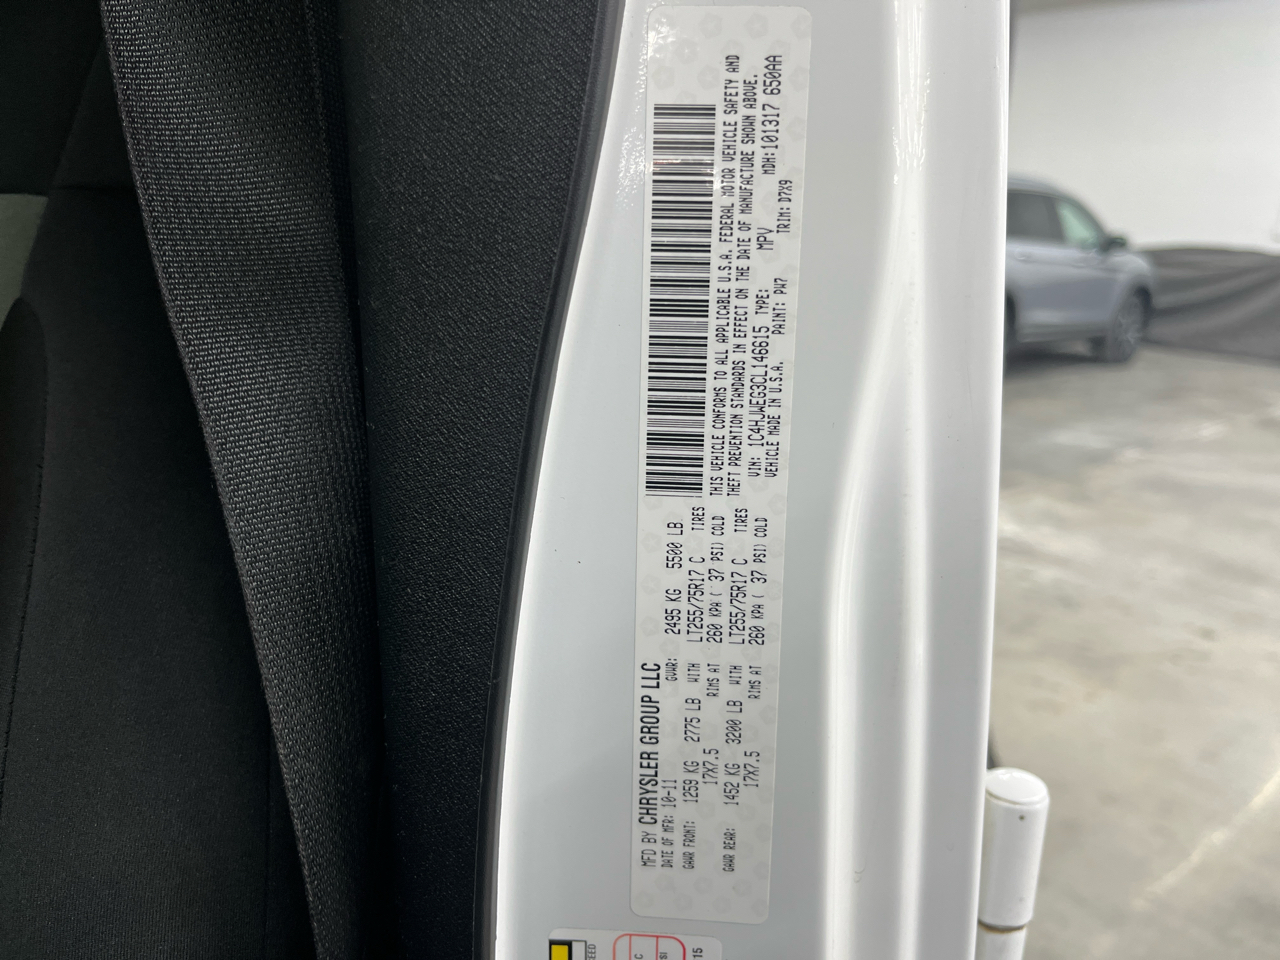 MFD BY CHRYSLER GROUP LLC
DATE OF MFR: 10-11 GVWR: 2495 KG 5500 LB
GAWR FRONT: 1259 KG 2775 LB WITH LT255/75R17 C TIRES
17X7.5 RIMS AT 260 KPA ( 37 PSI) COLD
GAWR REAR: 1452 KG 3200 LB WITH LT255/75R17 C TIRES
17X7.5 RIMS AT 260 KPA ( 37 PSI) COLD
THIS VEHICLE CONFORMS TO ALL APPLICABLE U.S.A. FEDERAL MOTOR VEHICLE SAFETY AND
THEFT PREVENTION STANDARDS IN EFFECT ON THE DATE OF MANUFACTURE SHOWN ABOVE.
VIN: 1C4HJWEG3CL146615 TYPE: MPV MDH:101317 650AA
VEHICLE MADE IN U.S.A. PAINT: PW7 TRIM: D7X9
15